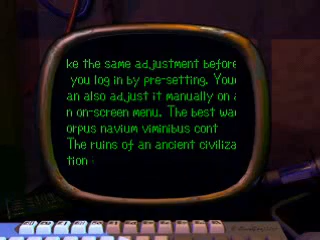 ke the same adjustment before
you log in by pre-setting. You
an also adjust it manually on a
n on-screen menu. The best wa
orpus navium viminibus cont
The ruins of an ancient civiliza
tion